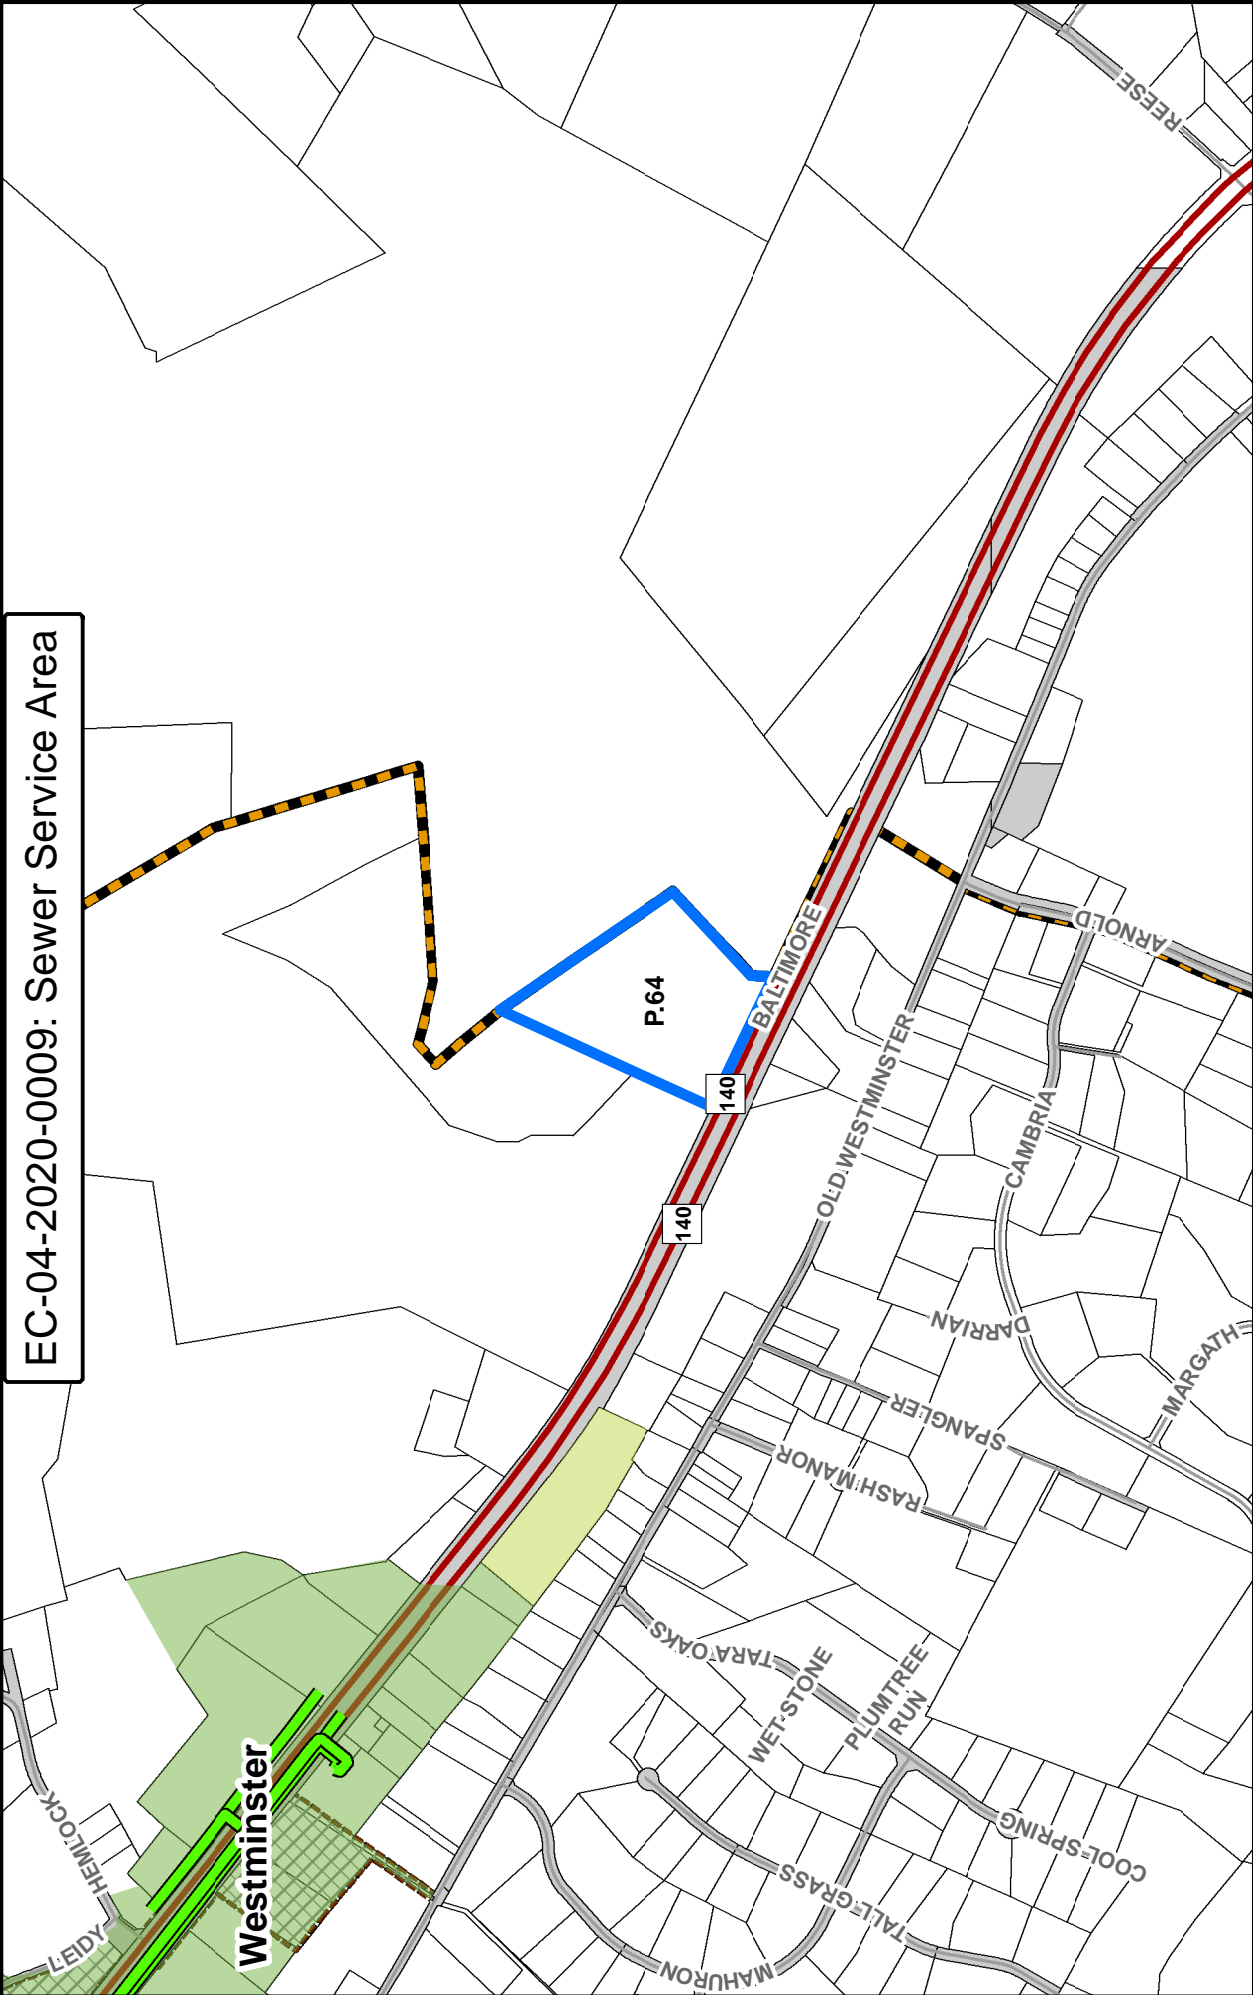 EC-04-2020-0009: Sewer Service Area
REESE
P.64
BALTIMORE
140
140
ARNOLD
OLD WESTMINSTER
CAMBRIA
DARRIAN
MARGATH
SPANGLER
RASH MANOR
TARA OAKS
WET STONE
PLUMTREE
RUN
COOL SPRING
TALL GRASS
MAHURON
Westminster
HEMLOCK
LEIDY